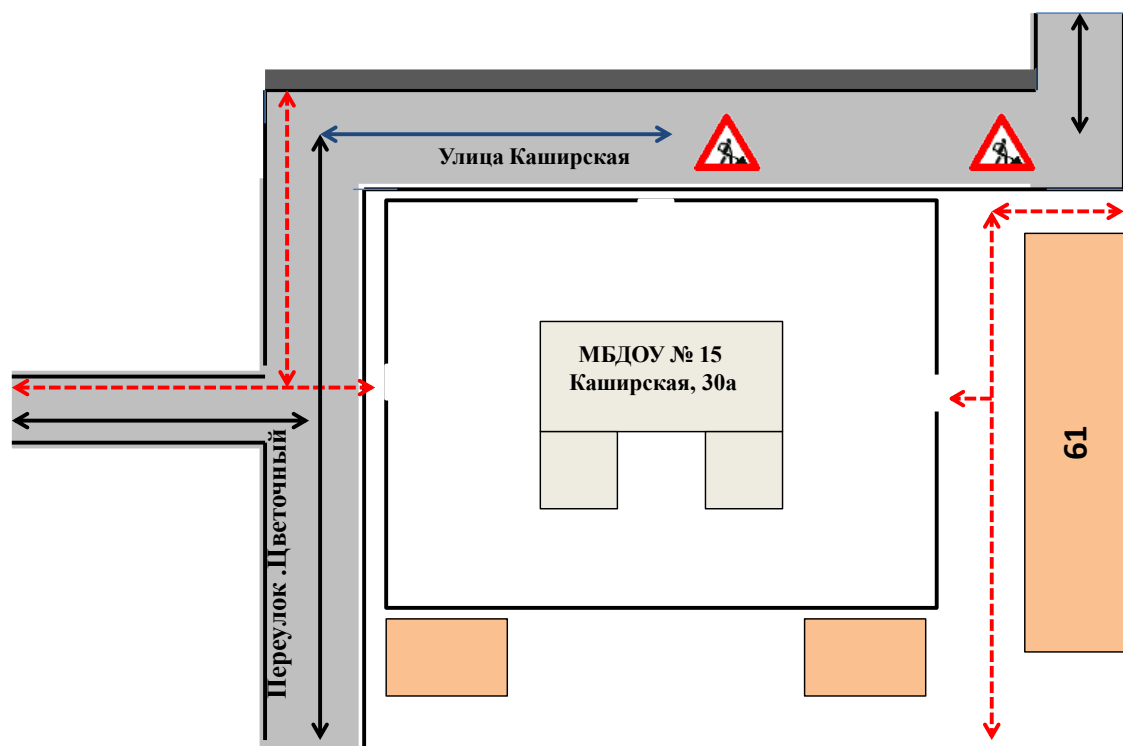 Улица Каширская
МБДОУ № 15
Каширская, 30а
61
Переулок .Цветочный